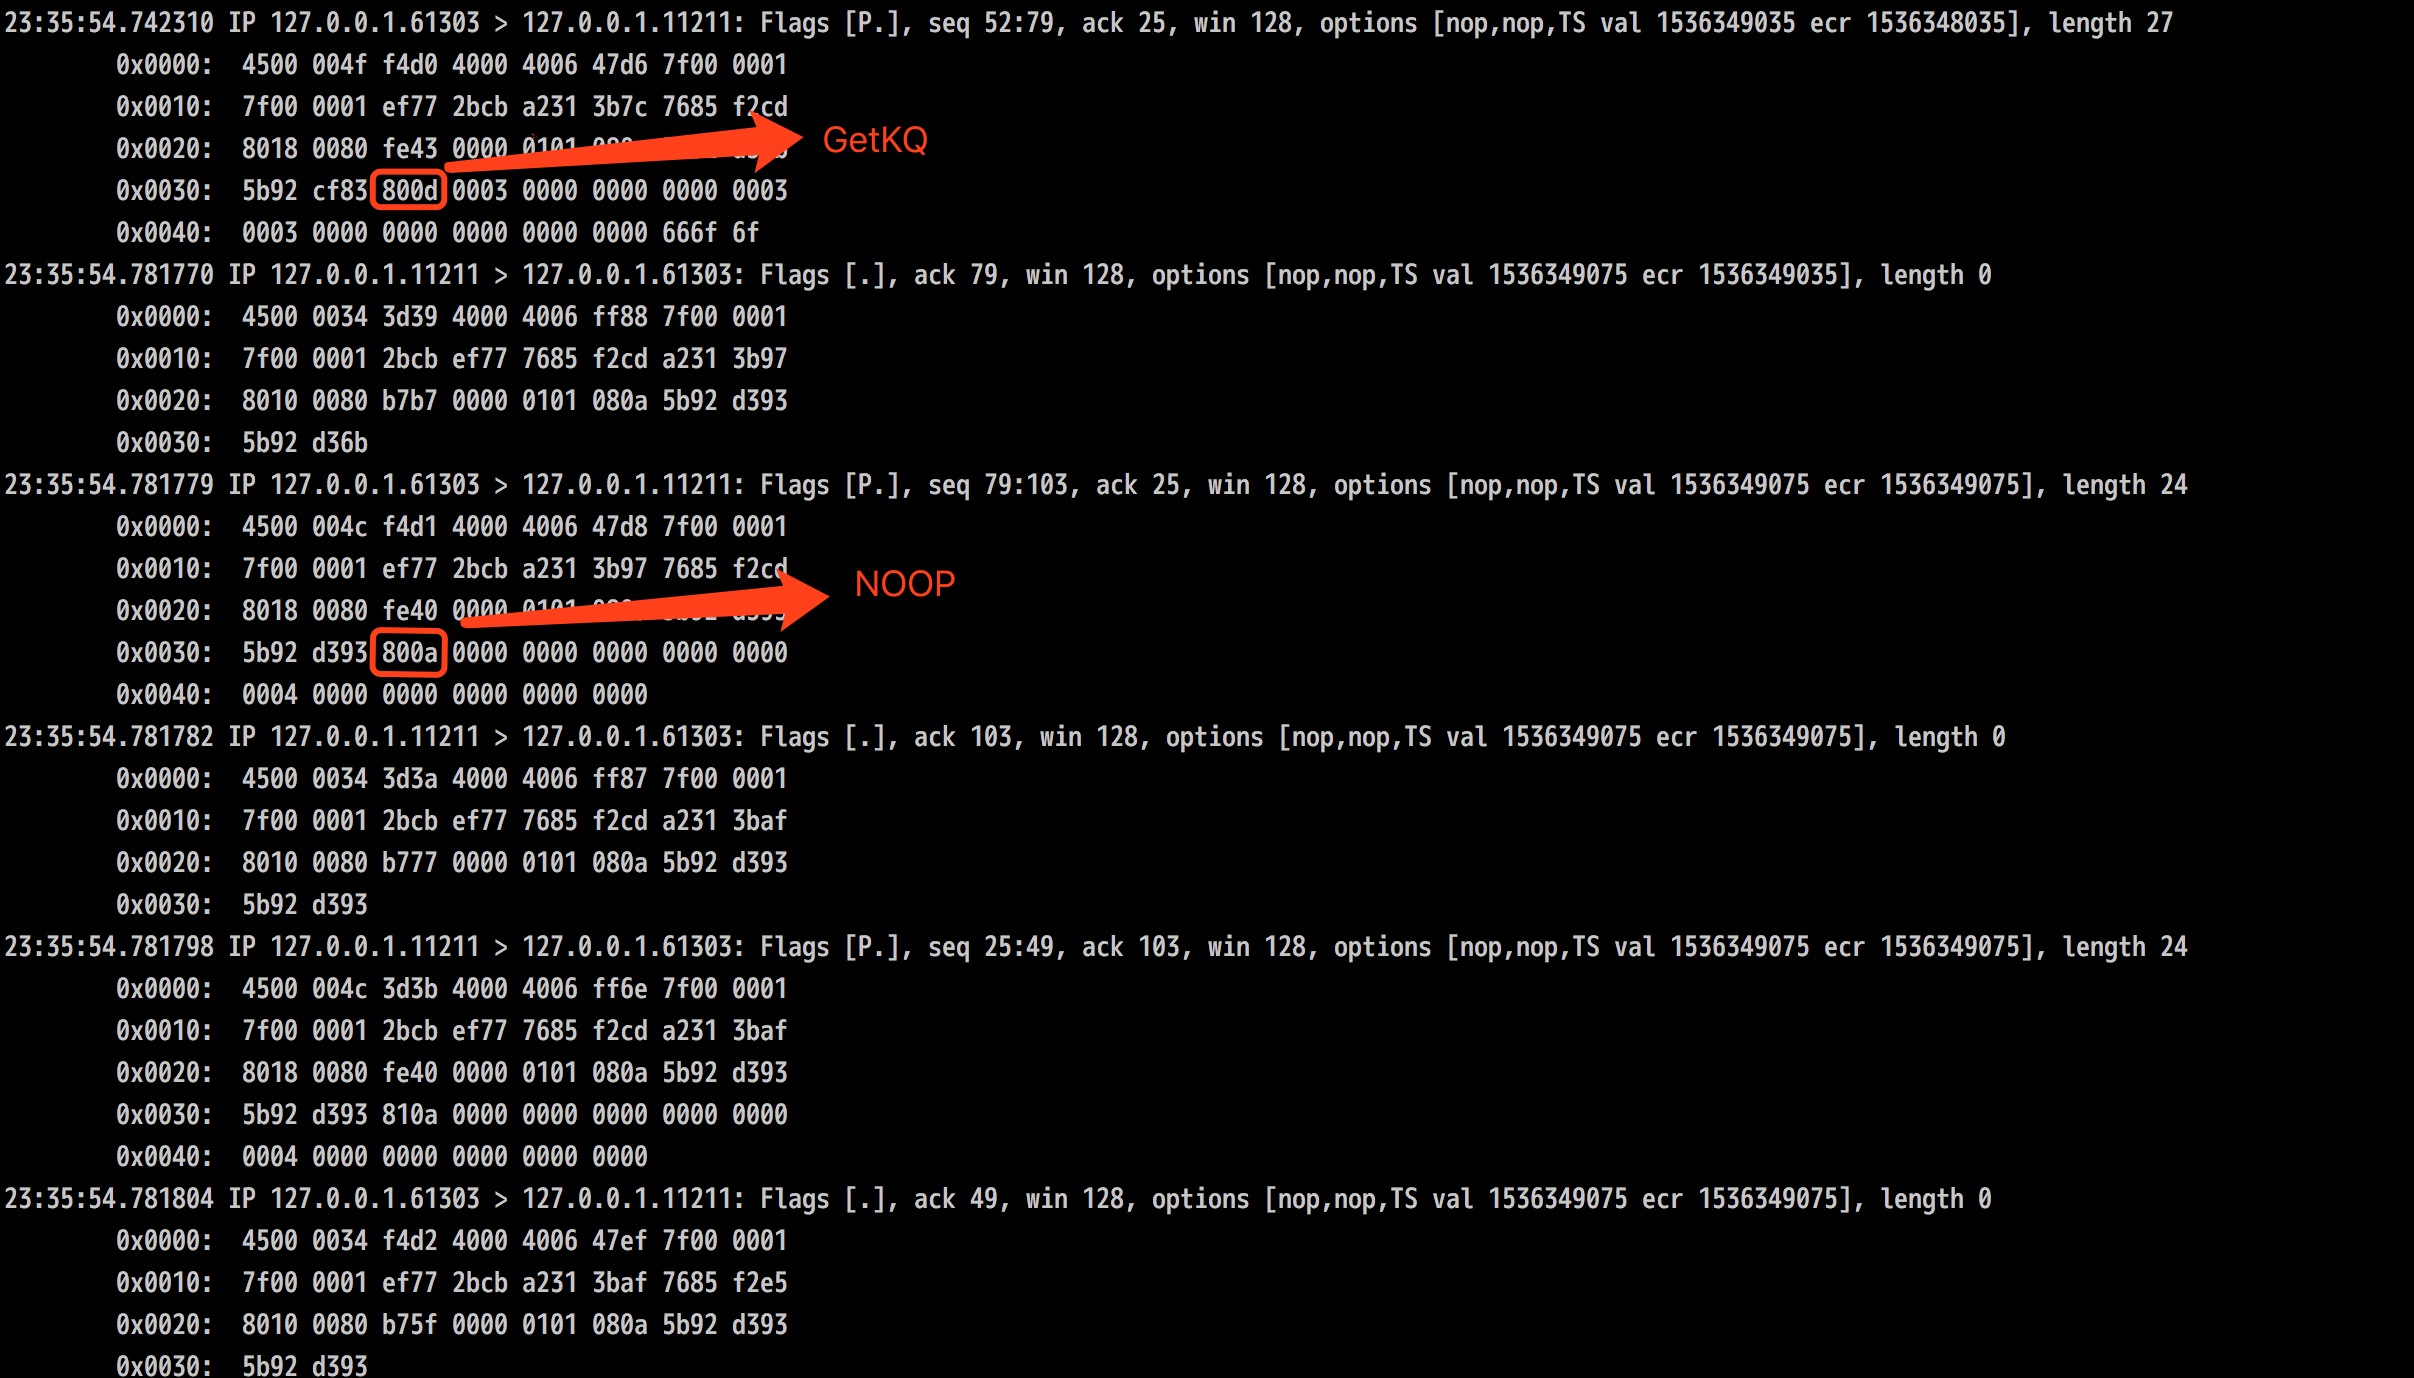 23:35:54.742310 IP 127.0.0.1.61303 > 127.0.0.1.11211: Flags [P.], seq 52:79, ack 25, win 128, options [nop,nop,TS val 1536349035 ecr 1536348035], length 27
0x0000: 4500 004f f4d0 4000 4006 47d6 7f00 0001
0x0010: 7f00 0001 ef77 2bcb a231 3b7c 7685 f2cd
GetKQ
0x0020: 8018 0080 fe43 0000 0101
0x0030: 5b92 cf83 800d 0003 0000 0000 0000 0003
0x0040: 0003 0000 0000 0000 0000 0000 666f 6f
23:35:54.781770 IP 127.0.0.1.11211 > 127.0.0.1.61303: Flags [.], ack 79, win 128, options [nop,nop,TS val 1536349075 ecr 1536349035], length 0
0x0000: 4500 0034 3d39 4000 4006 ff88 7f00 0001
0x0010: 7f00 0001 2bcb ef77 7685 f2cd a231 3b97
0x0020: 8010 0080 b7b7 0000 0101 080a 5b92 d393
0x0030: 5b92 d36b
23:35:54.781779 IP 127.0.0.1.61303 > 127.0.0.1.11211: Flags [P.], seq 79:103, ack 25, win 128, options [nop,nop,TS val 1536349075 ecr 1536349075], length 24
0x0000: 4500 004c f4d1 4000 4006 47d8 7f00 0001
0x0010: 7f00 0001 ef77 2bcb a231 3b97 7685 f2cd
NOOP
0x0020: 8018 0080 fe40 0000 0101 5b92 d393
0x0030: 5b92 d393 800a 0000 0000 0000 0000 0000
0x0040: 0004 0000 0000 0000 0000 0000
23:35:54.781782 IP 127.0.0.1.11211 > 127.0.0.1.61303: Flags [.], ack 103, win 128, options [nop,nop,TS val 1536349075 ecr 1536349075], length 0
0x0000: 4500 0034 3d3a 4000 4006 ff87 7f00 0001
0x0010: 7f00 0001 2bcb ef77 7685 f2cd a231 3baf
0x0020: 8010 0080 b777 0000 0101 080a 5b92 d393
0x0030: 5b92 d393
23:35:54.781798 IP 127.0.0.1.11211 > 127.0.0.1.61303: Flags [P.], seq 25:49, ack 103, win 128, options [nop,nop,TS val 1536349075 ecr 1536349075], length 24
0x0000: 4500 004c 3d3b 4000 4006 ff6e 7f00 0001
0x0010: 7f00 0001 2bcb ef77 7685 f2cd a231 3baf
0x0020: 8018 0080 fe40 0000 0101 080a 5b92 d393
0x0030: 5b92 d393 810a 0000 0000 0000 0000 0000
0x0040: 0004 0000 0000 0000 0000 0000
23:35:54.781804 IP 127.0.0.1.61303 > 127.0.0.1.11211: Flags [.], ack 49, win 128, options [nop,nop,TS val 1536349075 ecr 1536349075], length 0
0x0000: 4500 0034 f4d2 4000 4006 47ef 7f00 0001
0x0010: 7f00 0001 ef77 2bcb a231 3baf 7685 f2e5
0x0020: 8010 0080 b75f 0000 0101 080a 5b92 d393
0x0030: 5b92 d393